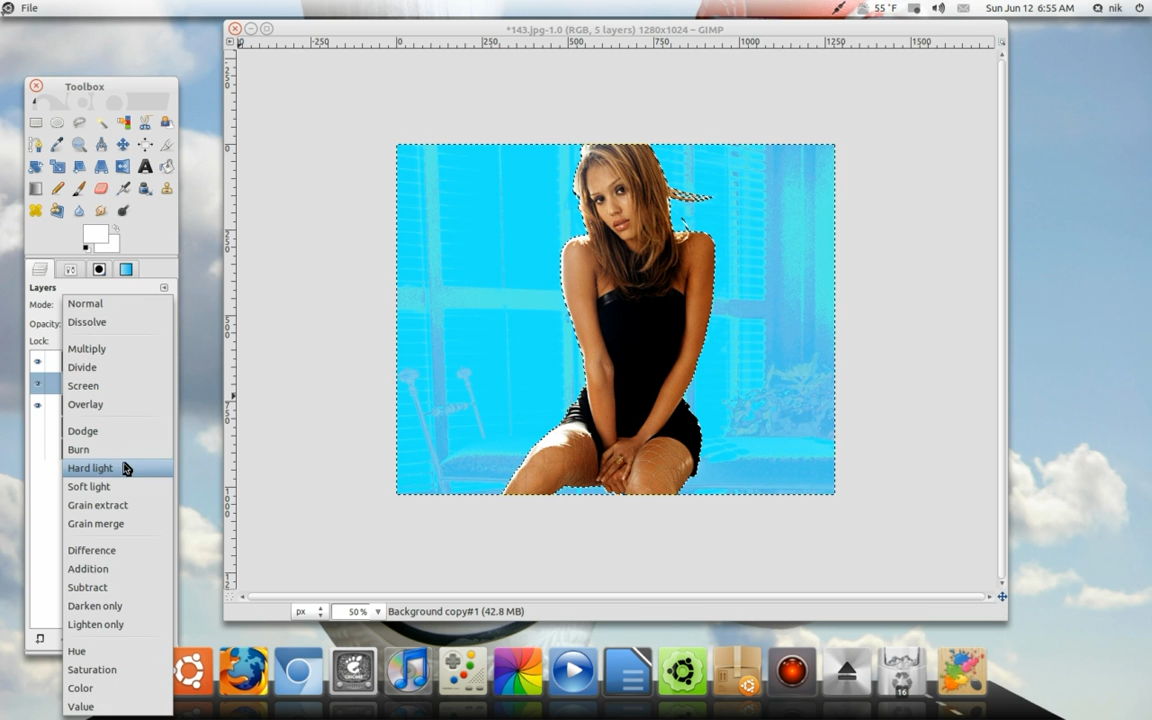 File
55 °F
Sun Jun 12 6:55 AM
nik
*143.jpg-1.0 (RGB, 5 layers) 1280x1024 – GIMP
-250
0
250
500
750
1000
1250
1500
Toolbox
Layers
Mode:
Opacity:
Lock:
Normal
Dissolve
Multiply
Divide
Screen
Overlay
Dodge
Burn
Hard light
Soft light
Grain extract
Grain merge
Difference
Addition
Subtract
Darken only
Lighten only
Hue
Saturation
Color
Value
px
50%
Background copy#1 (42.8 MB)
GNOME
16